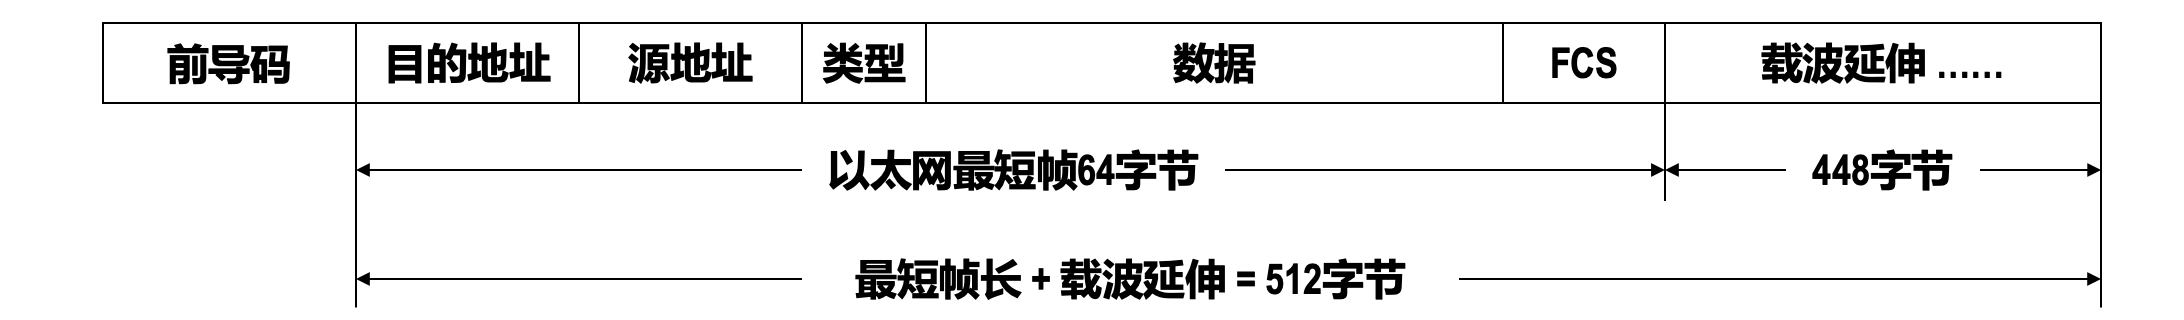 前导码 目的地址 源地址 类型 数据 FCS 载波延伸 ......
以太网最短帧64字节 448字节
最短帧长 + 载波延伸 = 512字节